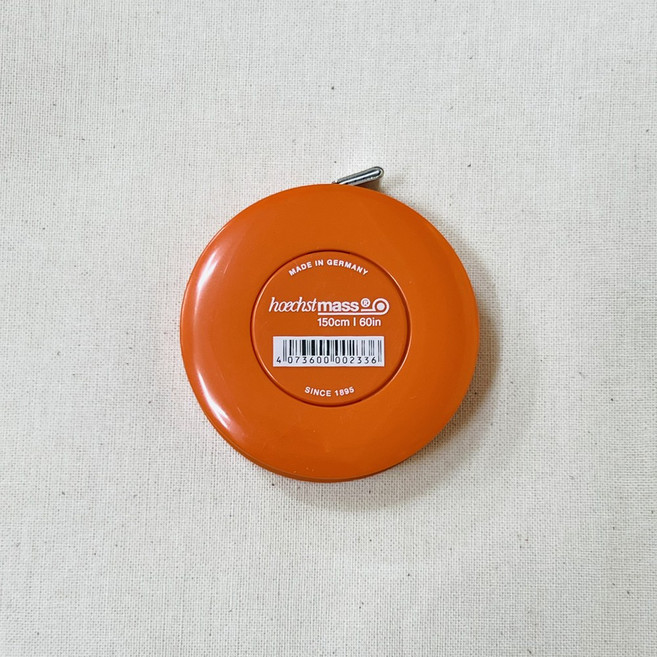 MADE IN GERMANY
hoechstmass®
150cm | 60in
4 073600 002336
SINCE 1895